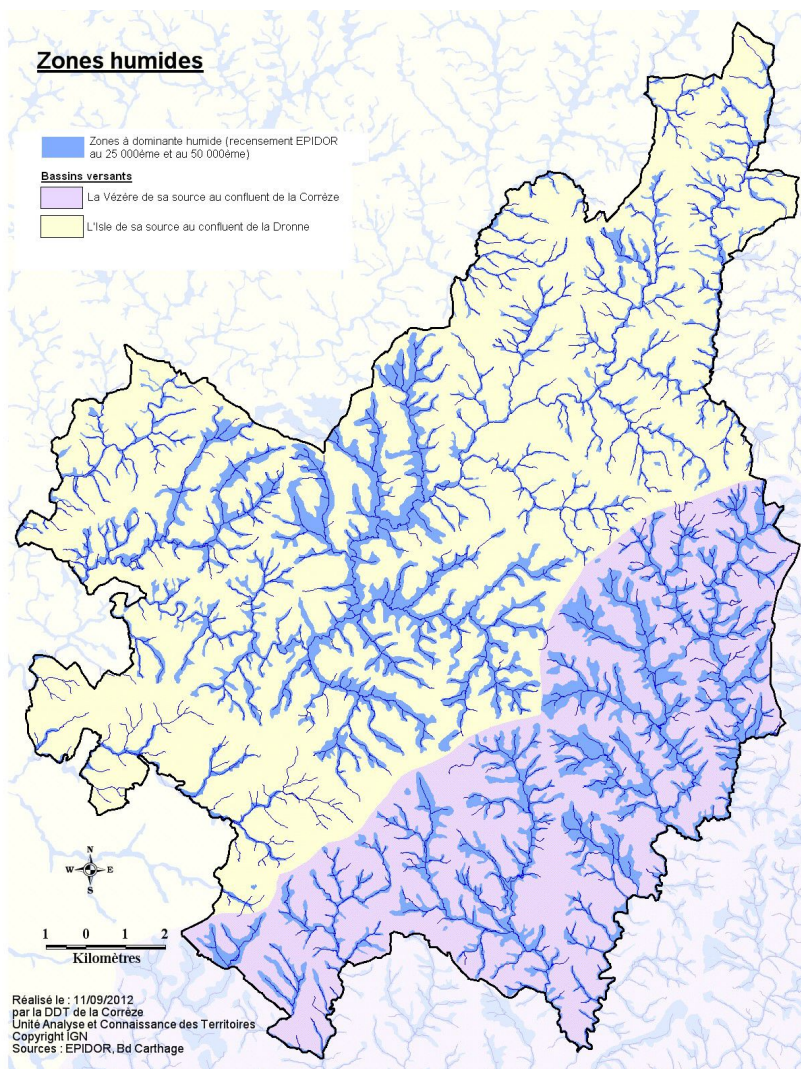 Zones humides
Zones à dominante humide (recensement EPIDOR
au 25 000ème et au 50 000ème)
Bassins versants
La Vézère de sa source au confluent de la Corrèze
L'Isle de sa source au confluent de la Dronne
N
W E
S
1 0 1 2
Kilomètres
Réalisé le : 11/09/2012
par la DDT de la Corrèze
Unité Analyse et Connaissance des Territoires
Copyright IGN
Sources : EPIDOR, Bd Carthage